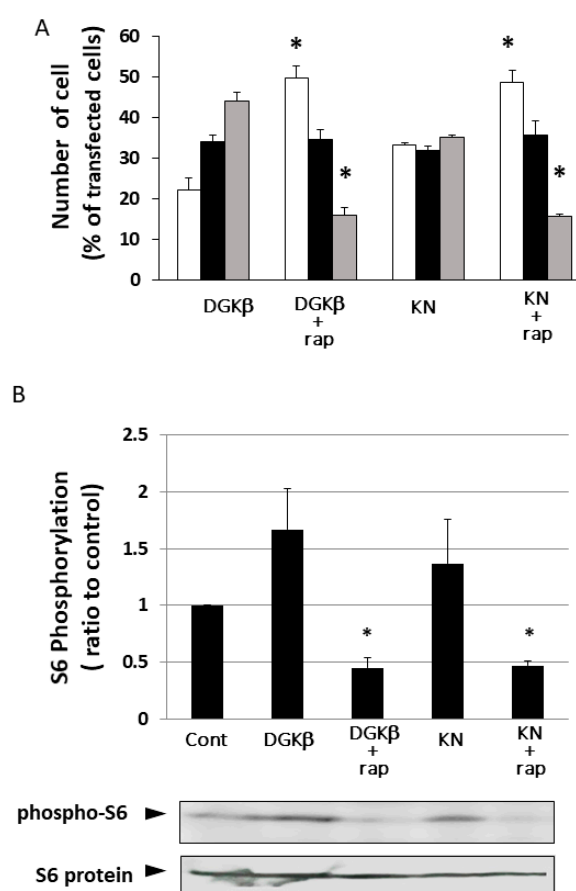 A
Number of cell
(% of transfected cells)
60
50
40
30
20
10
0
*
*
*
*
DGKβ
DGKβ
+
rap
KN
KN
+
rap
B
S6 Phosphorylation
( ratio to control)
2.5
2
1.5
1
0.5
0
*
*
Cont
DGKβ
DGKβ
+
rap
KN
KN
+
rap
phospho-S6
S6 protein